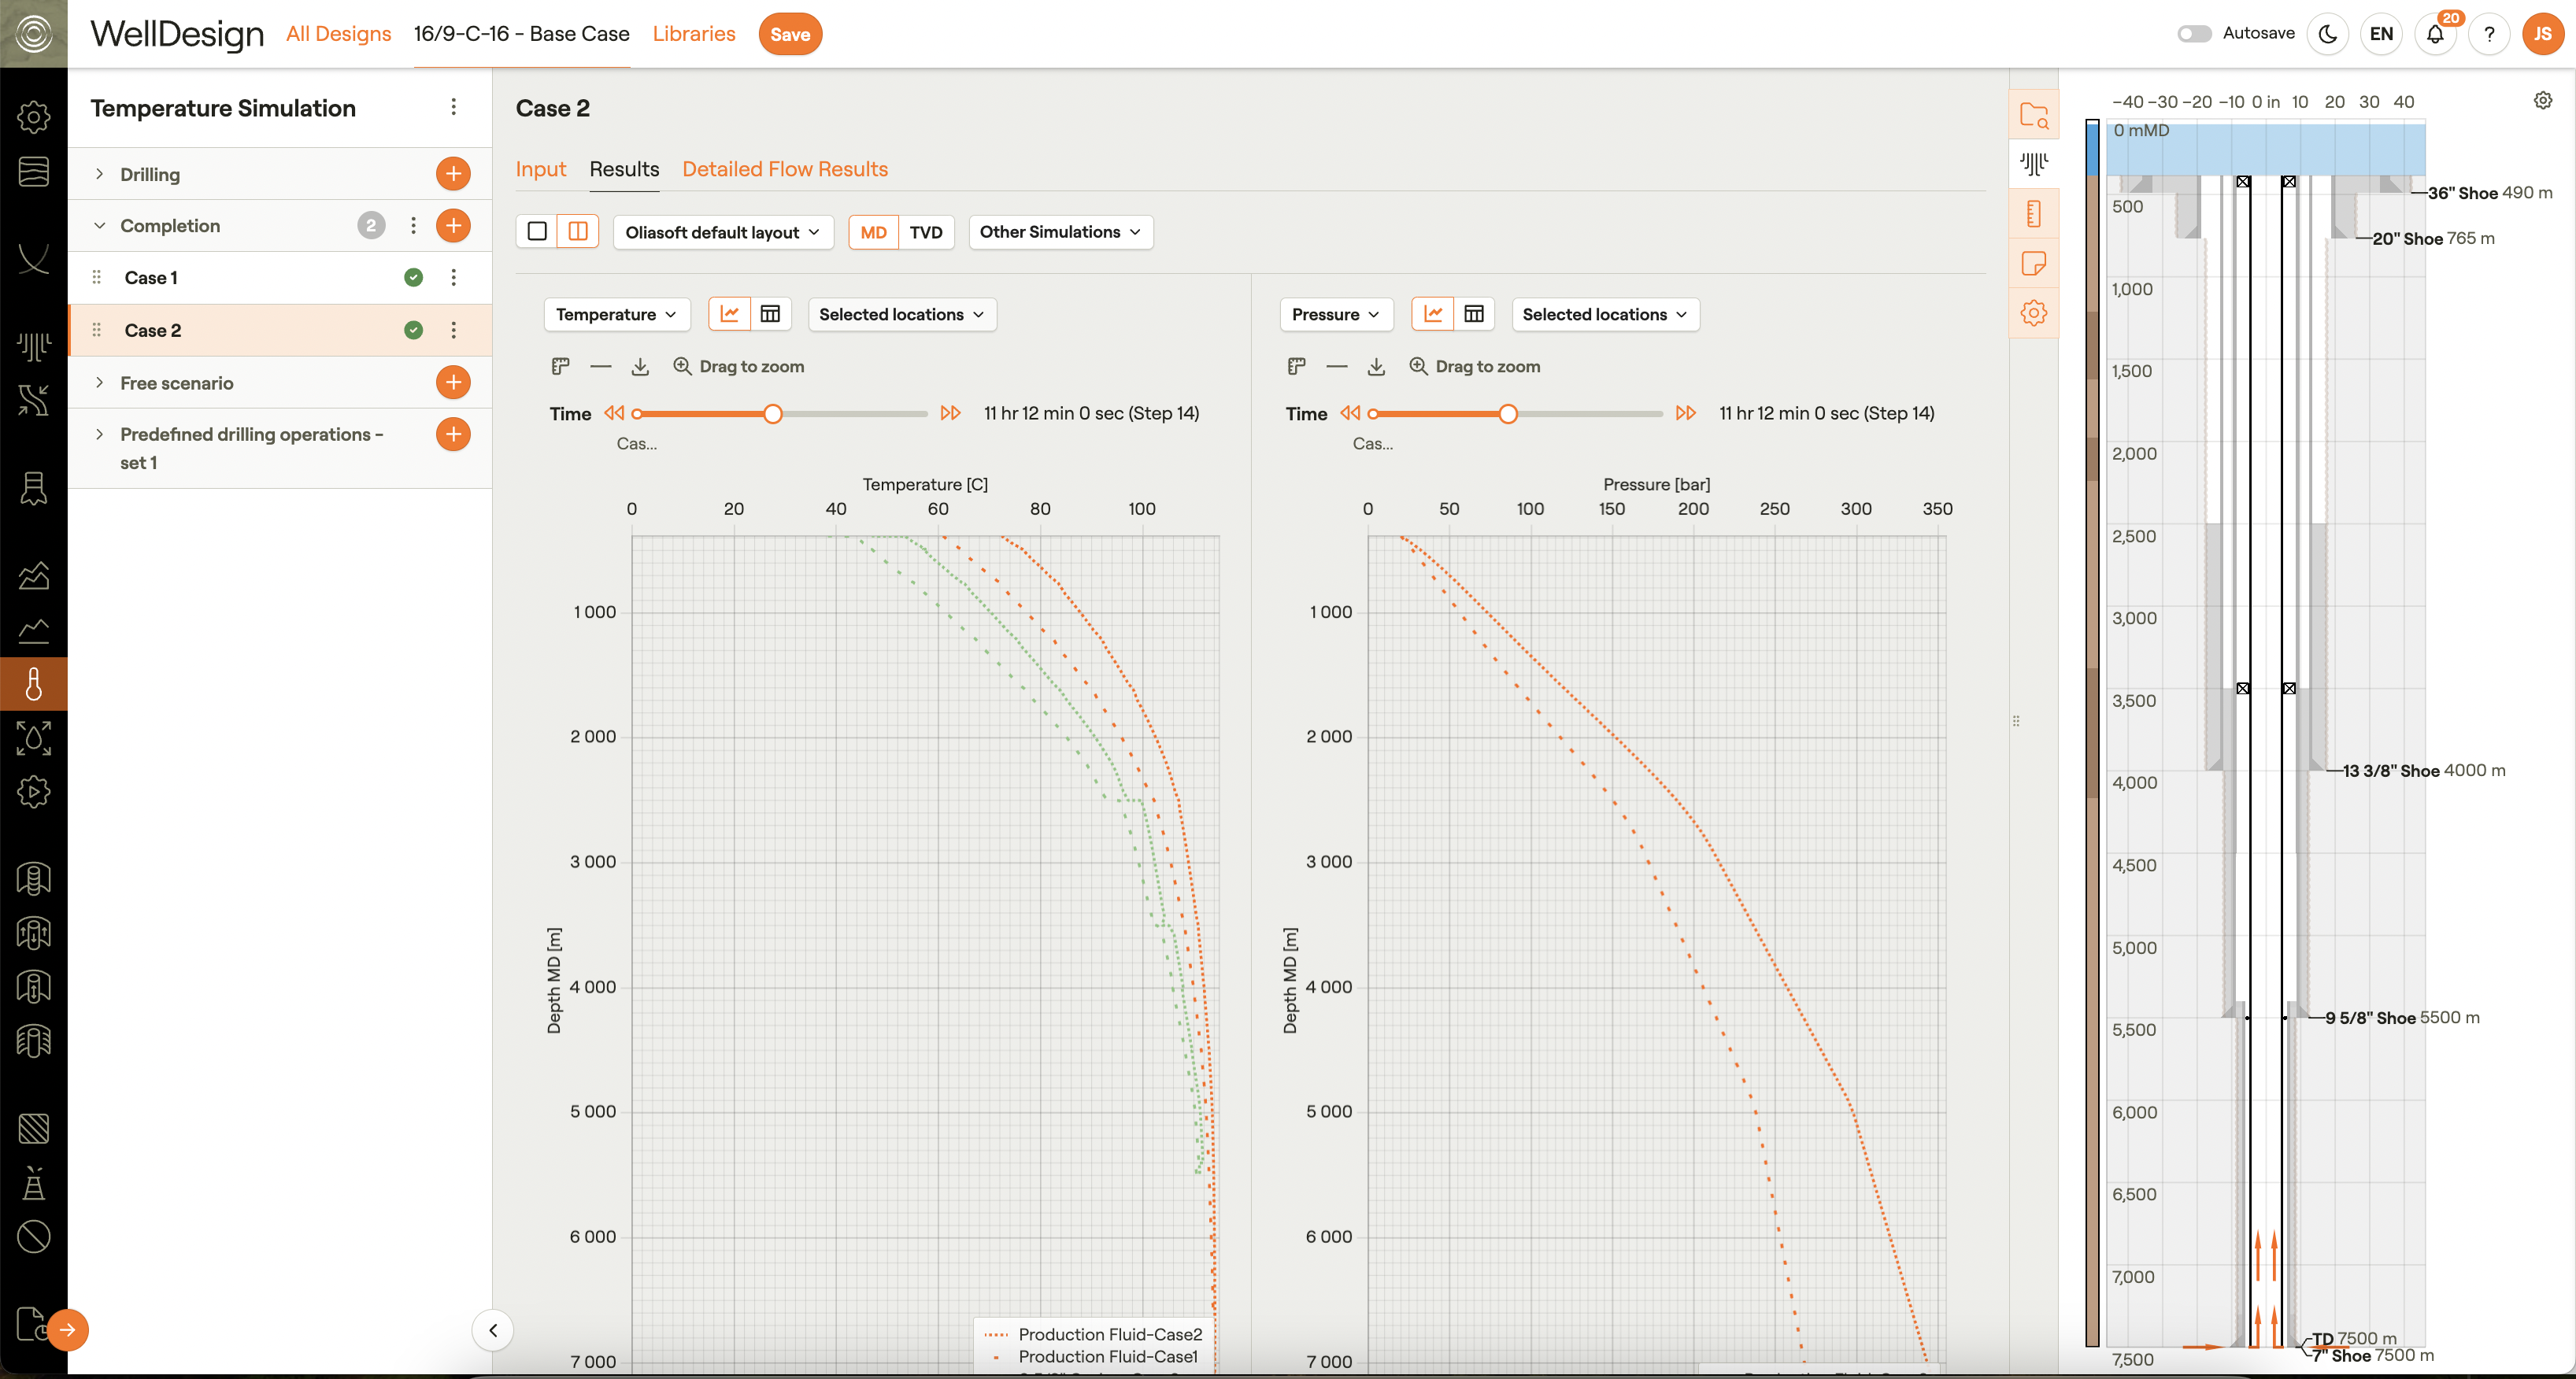 WellDesign All Designs 16/9-C-16 - Base Case Libraries Save
Autosave EN 20 ? JS
Temperature Simulation
Drilling
Completion 2
Case 1
Case 2
Free scenario
Predefined drilling operations -
set 1
Case 2
Input Results Detailed Flow Results
Oliasoft default layout MD TVD Other Simulations
Temperature Selected locations
Drag to zoom
Time 11 hr 12 min 0 sec (Step 14)
Cas...
Temperature [C]
0 20 40 60 80 100
1 000
2 000
3 000
4 000
5 000
6 000
7 000
Depth MD [m]
Production Fluid-Case2
Production Fluid-Case1
Pressure Selected locations
Drag to zoom
Time 11 hr 12 min 0 sec (Step 14)
Cas...
Pressure [bar]
0 50 100 150 200 250 300 350
1 000
2 000
3 000
4 000
5 000
6 000
7 000
Depth MD [m]
−40 −30 −20 −10 0 in 10 20 30 40
0 mMD
36" Shoe 490 m
500
20" Shoe 765 m
1,000
1,500
2,000
2,500
3,000
3,500
13 3/8" Shoe 4000 m
4,000
4,500
5,000
9 5/8" Shoe 5500 m
5,500
6,000
6,500
7,000
TD 7500 m
7" Shoe 7500 m
7,500